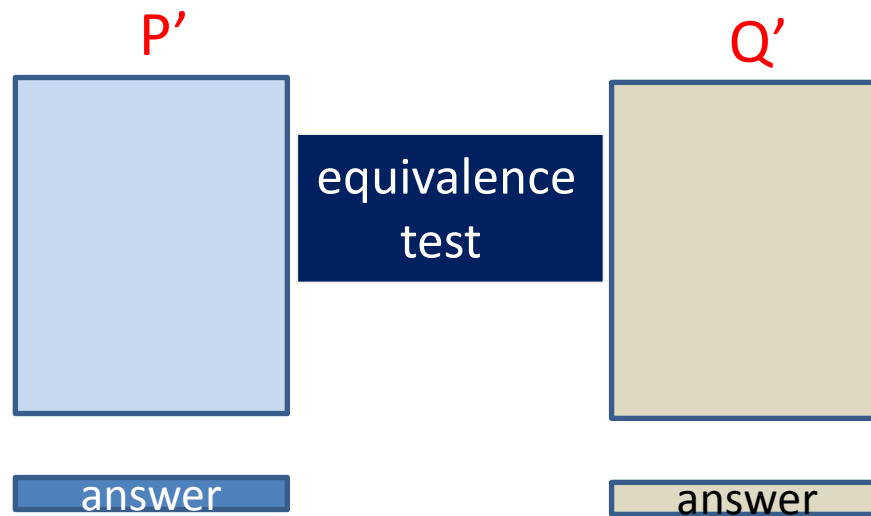 P’
Q’
equivalence
test
answer
answer